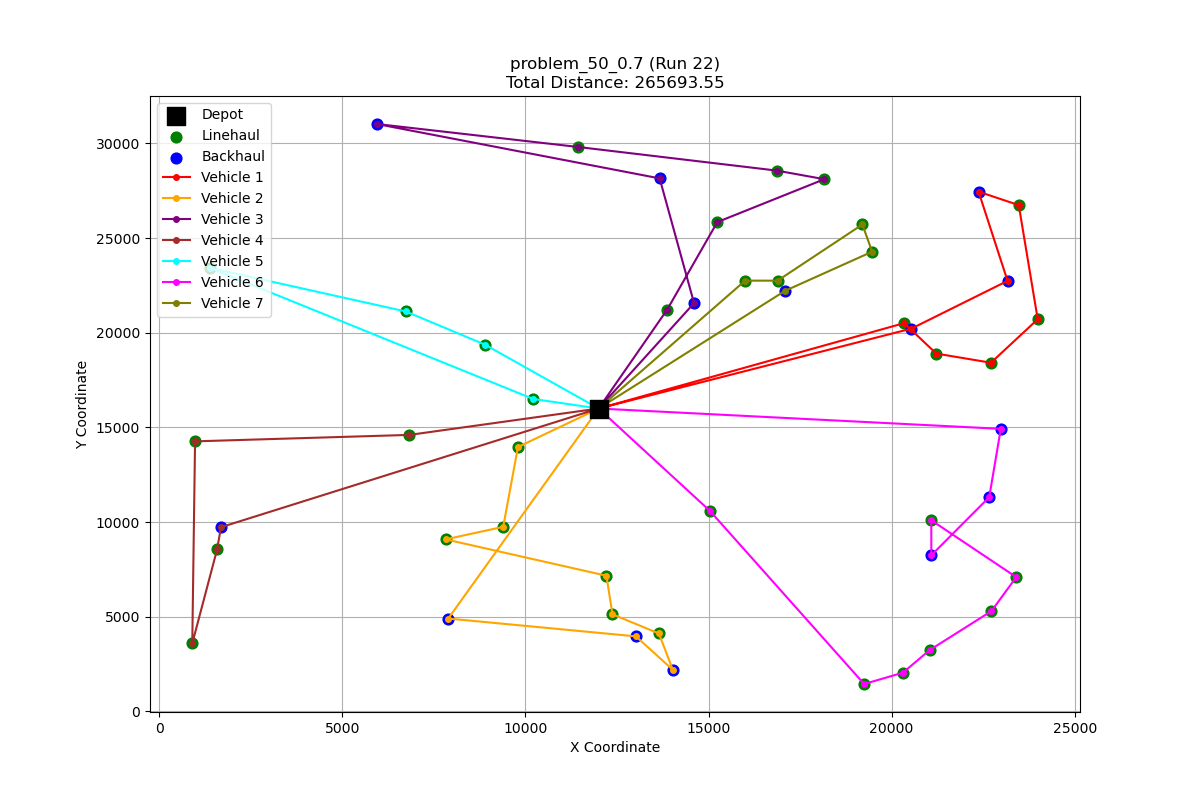 problem_50_0.7 (Run 22)
Total Distance: 265693.55
Depot
Linehaul
Backhaul
Vehicle 1
Vehicle 2
Vehicle 3
Vehicle 4
Vehicle 5
Vehicle 6
Vehicle 7
30000
25000
20000
15000
10000
5000
0
Y Coordinate
0 5000 10000 15000 20000 25000
X Coordinate